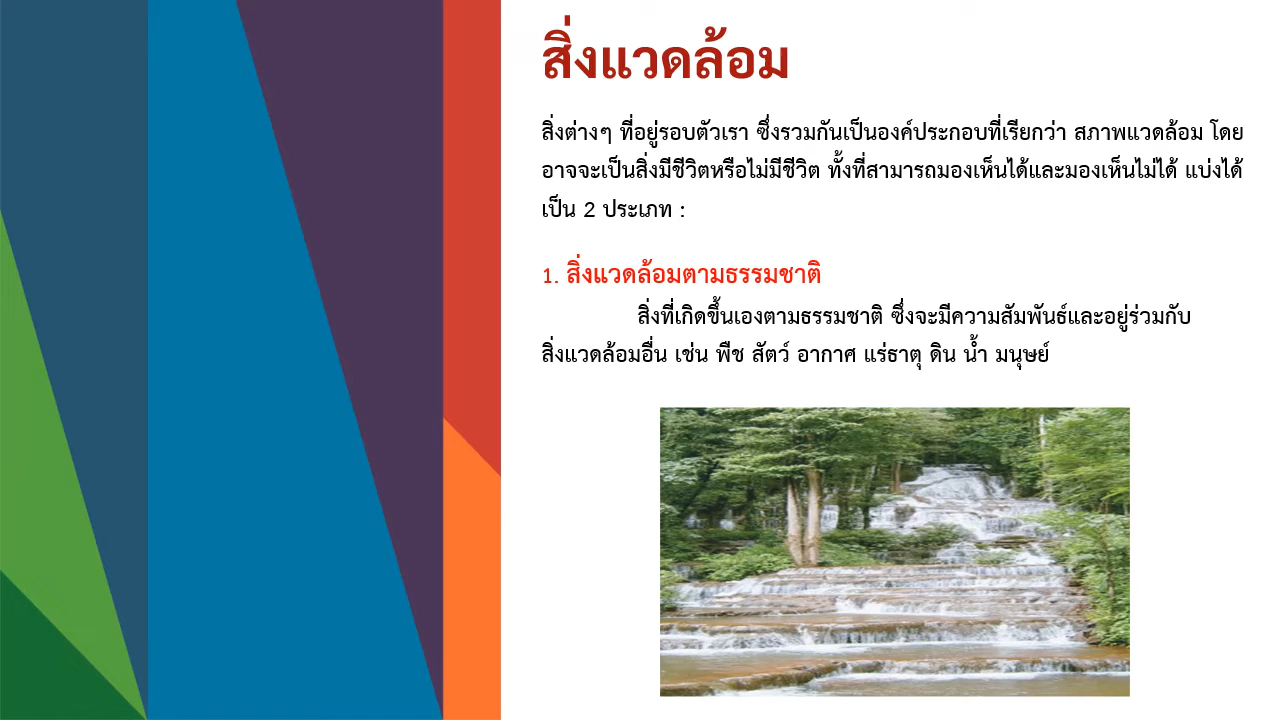 สิ่งแวดล้อม
สิ่งต่างๆ ที่อยู่รอบตัวเรา ซึ่งรวมกันเป็นองค์ประกอบที่เรียกว่า สภาพแวดล้อม โดย
อาจจะเป็นสิ่งมีชีวิตหรือไม่มีชีวิต ทั้งที่สามารถมองเห็นได้และมองเห็นไม่ได้ แบ่งได้
เป็น 2 ประเภท :
1. สิ่งแวดล้อมตามธรรมชาติ
สิ่งที่เกิดขึ้นเองตามธรรมชาติ ซึ่งจะมีความสัมพันธ์และอยู่ร่วมกับ
สิ่งแวดล้อมอื่น เช่น พืช สัตว์ อากาศ แร่ธาตุ ดิน น้ำ มนุษย์